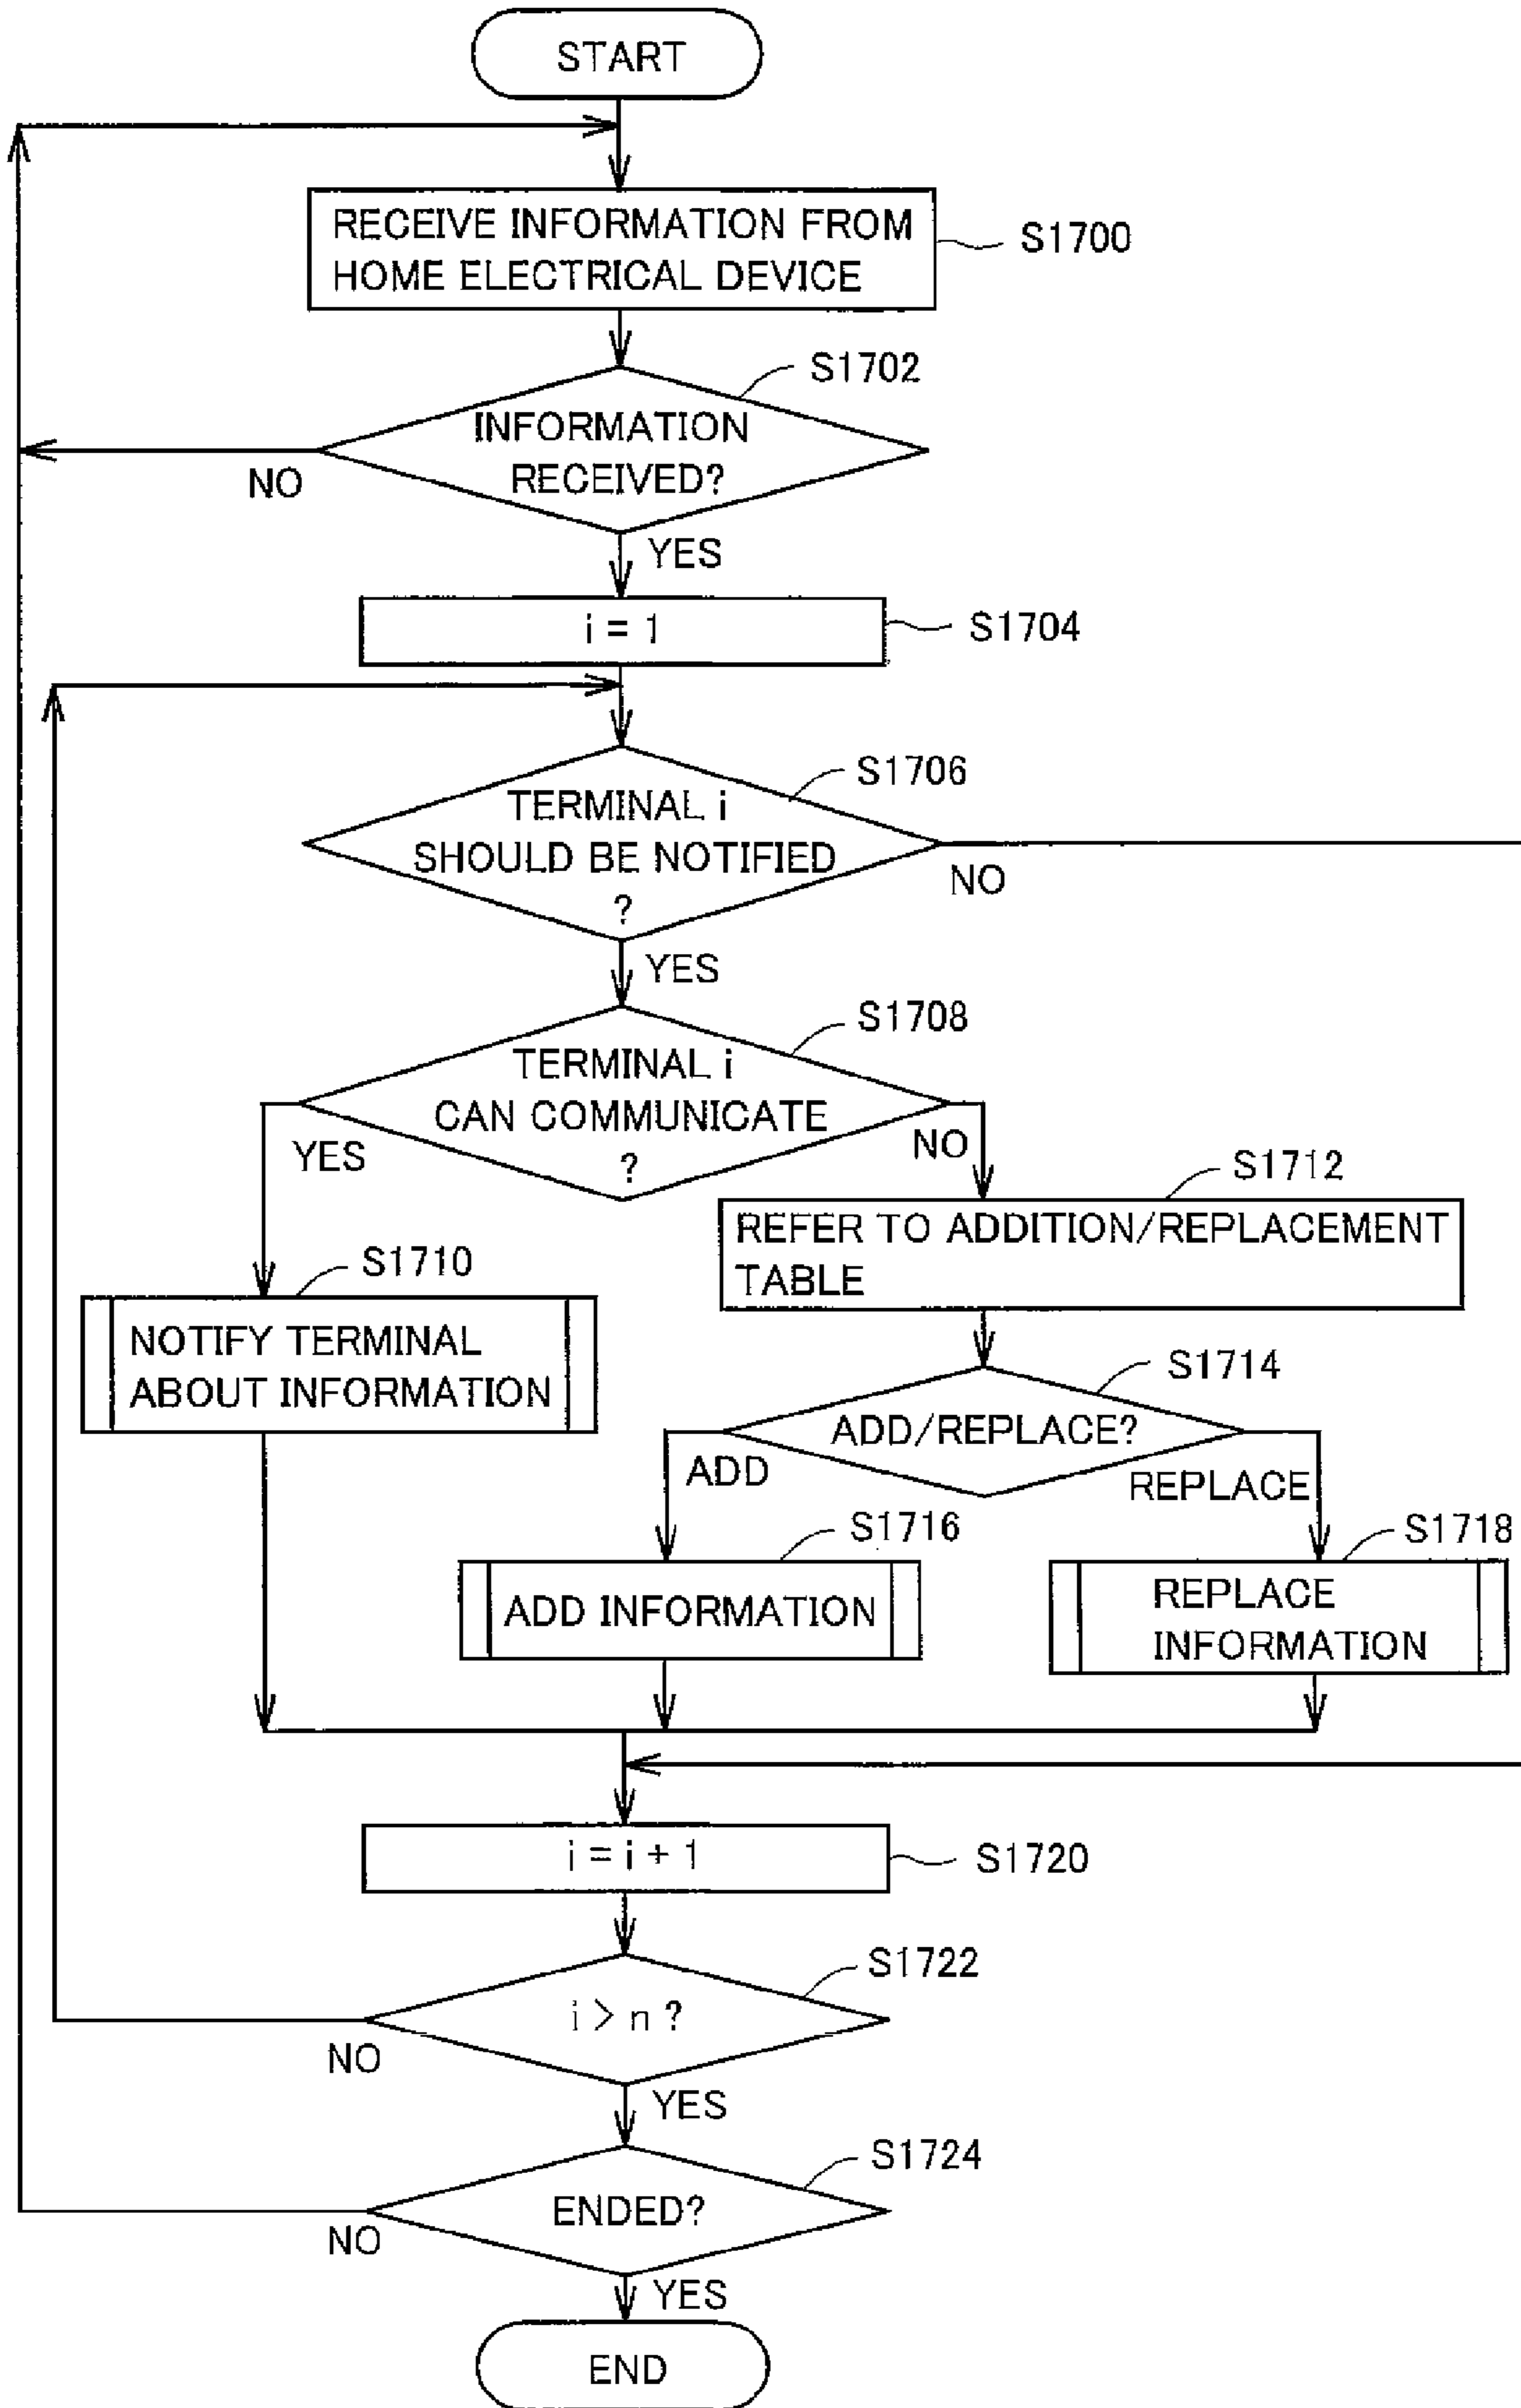 START
RECEIVE INFORMATION FROM
HOME ELECTRICAL DEVICE
S1700
S1702
INFORMATION
RECEIVED?
NO
YES
i = 1
S1704
S1706
TERMINAL i
SHOULD BE NOTIFIED
?
NO
YES
S1708
TERMINAL i
CAN COMMUNICATE
?
YES
NO
S1712
REFER TO ADDITION/REPLACEMENT
TABLE
S1710
NOTIFY TERMINAL
ABOUT INFORMATION
S1714
ADD/REPLACE?
ADD
REPLACE
S1716
ADD INFORMATION
S1718
REPLACE
INFORMATION
i = i + 1
S1720
S1722
i > n ?
NO
YES
S1724
ENDED?
NO
YES
END